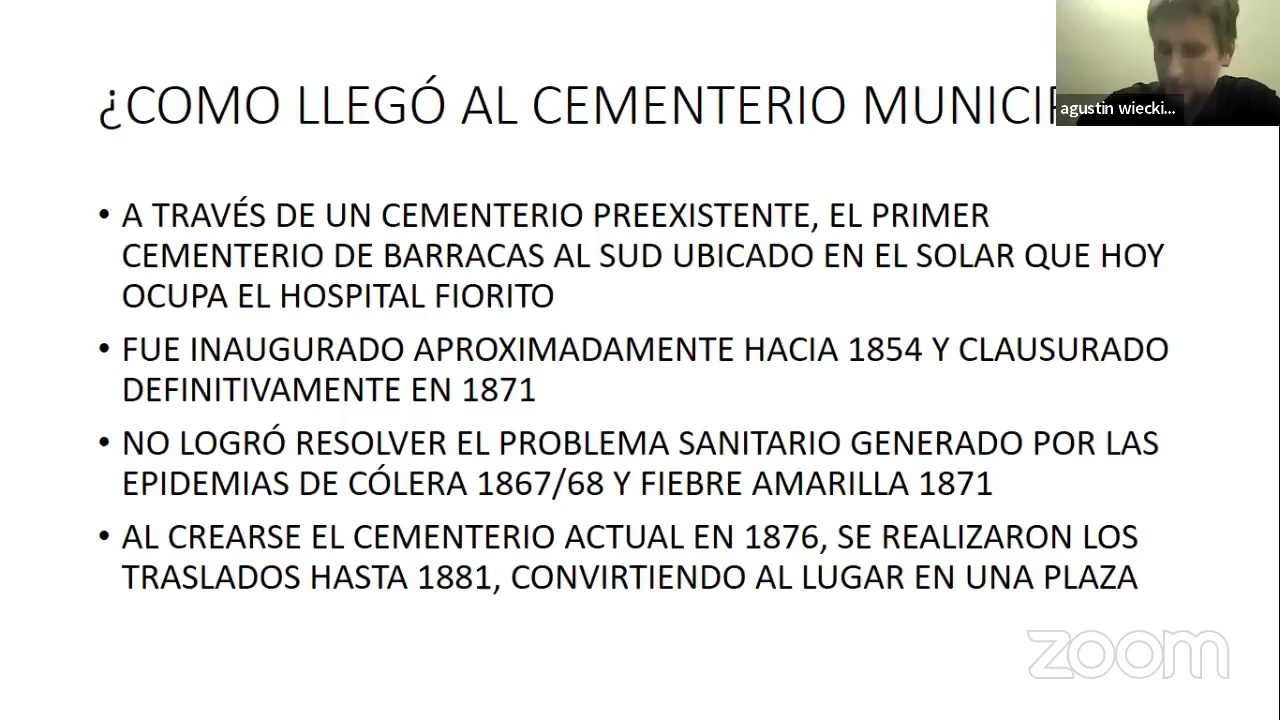 ¿COMO LLEGÓ AL CEMENTERIO
agustin wiecki...
• A TRAVÉS DE UN CEMENTERIO PREEXISTENTE, EL PRIMER
CEMENTERIO DE BARRACAS AL SUD UBICADO EN EL SOLAR QUE HOY
OCUPA EL HOSPITAL FIORITO
• FUE INAUGURADO APROXIMADAMENTE HACIA 1854 Y CLAUSURADO
DEFINITIVAMENTE EN 1871
• NO LOGRÓ RESOLVER EL PROBLEMA SANITARIO GENERADO POR LAS
EPIDEMIAS DE CÓLERA 1867/68 Y FIEBRE AMARILLA 1871
• AL CREARSE EL CEMENTERIO ACTUAL EN 1876, SE REALIZARON LOS
TRASLADOS HASTA 1881, CONVIRTIENDO AL LUGAR EN UNA PLAZA
zoom